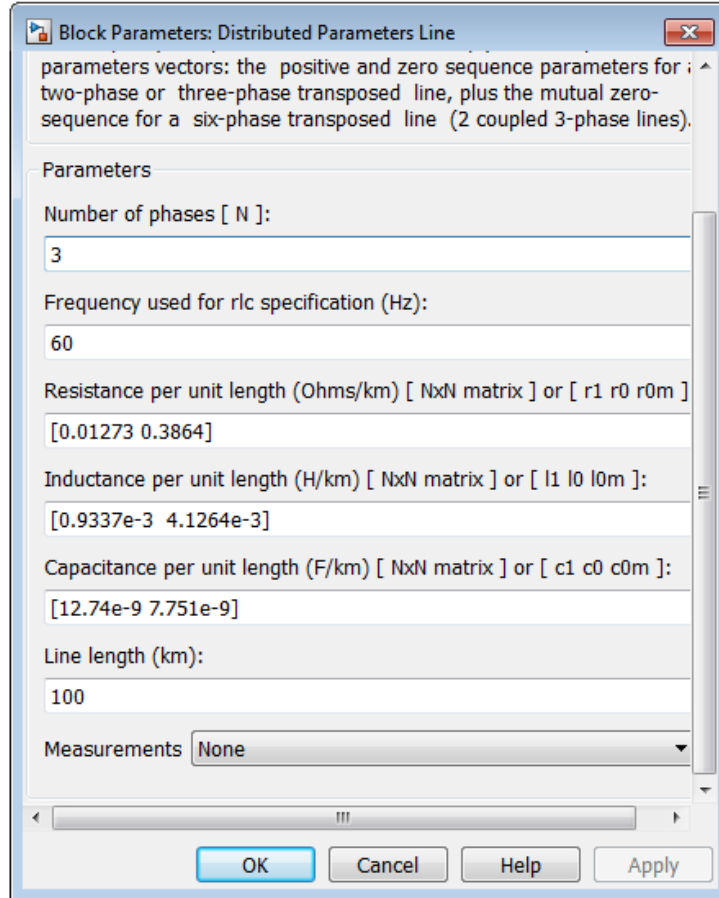 Block Parameters: Distributed Parameters Line
parameters vectors: the positive and zero sequence parameters for
two-phase or three-phase transposed line, plus the mutual zero-
sequence for a six-phase transposed line (2 coupled 3-phase lines).
Parameters
Number of phases [ N ]:
3
Frequency used for rlc specification (Hz):
60
Resistance per unit length (Ohms/km) [ NxN matrix ] or [ r1 r0 r0m ]
[0.01273 0.3864]
Inductance per unit length (H/km) [ NxN matrix ] or [ l1 l0 l0m ]:
[0.9337e-3 4.1264e-3]
Capacitance per unit length (F/km) [ NxN matrix ] or [ c1 c0 c0m ]:
[12.74e-9 7.751e-9]
Line length (km):
100
Measurements None
OK Cancel Help Apply